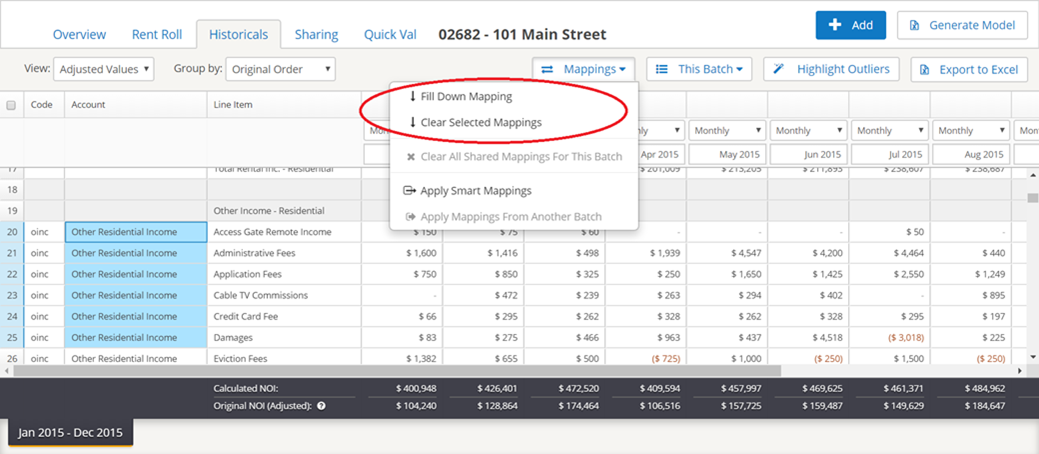 Overview Rent Roll Historicals Sharing Quick Val 02682 - 101 Main Street Add Generate Model
View: Adjusted Values Group by: Original Order Mappings This Batch Highlight Outliers Export to Excel
Code Account Line Item
Fill Down Mapping
Clear Selected Mappings
Clear All Shared Mappings For This Batch
Apply Smart Mappings
Apply Mappings From Another Batch
Monthly Monthly Monthly Monthly
Apr 2015 May 2015 Jun 2015 Jul 2015 Aug 2015
17 Total Rental Inc. - Residential $ 201,009 $ 213,205 $ 211,893 $ 238,607 $ 238,687
18
19 Other Income - Residential
20 oinc Other Residential Income Access Gate Remote Income $ 150 $ 75 $ 60 - - - $ 50 -
21 oinc Other Residential Income Administrative Fees $ 1,600 $ 1,416 $ 498 $ 1,939 $ 4,547 $ 4,200 $ 4,464 $ 440
22 oinc Other Residential Income Application Fees $ 750 $ 850 $ 325 $ 250 $ 1,650 $ 1,425 $ 2,550 $ 1,249
23 oinc Other Residential Income Cable TV Commissions - $ 472 $ 239 $ 263 $ 294 $ 402 - $ 895
24 oinc Other Residential Income Credit Card Fee $ 66 $ 295 $ 262 $ 328 $ 262 $ 328 $ 295 $ 197
25 oinc Other Residential Income Damages $ 83 $ 275 $ 466 $ 963 $ 437 $ 4,518 ($ 3,018) $ 225
26 oinc Other Residential Income Eviction Fees $ 1,382 $ 655 $ 500 ($ 725) $ 1,000 ($ 250) $ 1,500 ($ 250)
Calculated NOI: $ 400,948 $ 426,401 $ 472,520 $ 409,594 $ 457,997 $ 469,625 $ 461,371 $ 484,962
Original NOI (Adjusted): $ 104,240 $ 128,864 $ 174,464 $ 106,516 $ 157,725 $ 159,487 $ 149,629 $ 184,647
Jan 2015 - Dec 2015